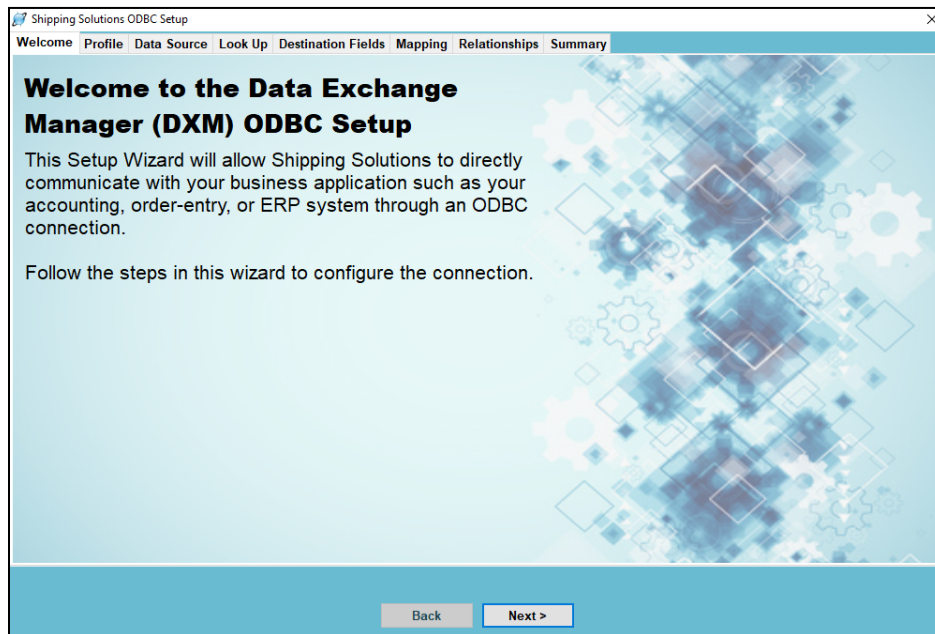 Shipping Solutions ODBC Setup
Welcome Profile Data Source Look Up Destination Fields Mapping Relationships Summary
Welcome to the Data Exchange
Manager (DXM) ODBC Setup
This Setup Wizard will allow Shipping Solutions to directly
communicate with your business application such as your
accounting, order-entry, or ERP system through an ODBC
connection.
Follow the steps in this wizard to configure the connection.
Back Next >